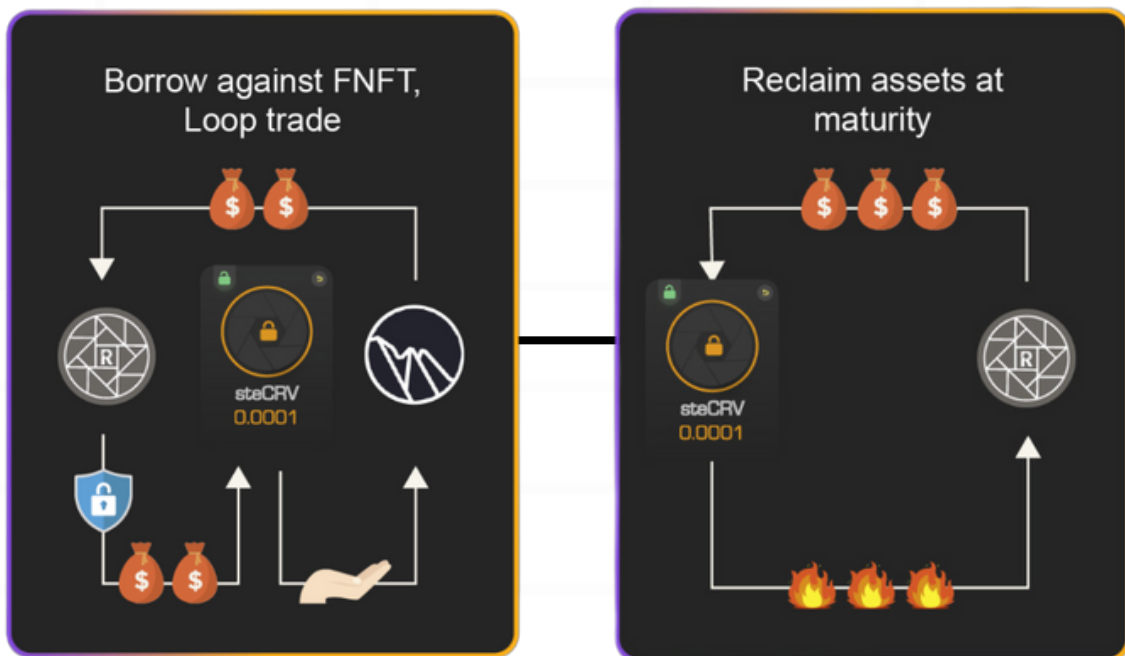 Borrow against FNFT,
Loop trade
$ $
R
steCRV
0.0001
$ $
Reclaim assets at
maturity
$ $ $
steCRV
0.0001
R